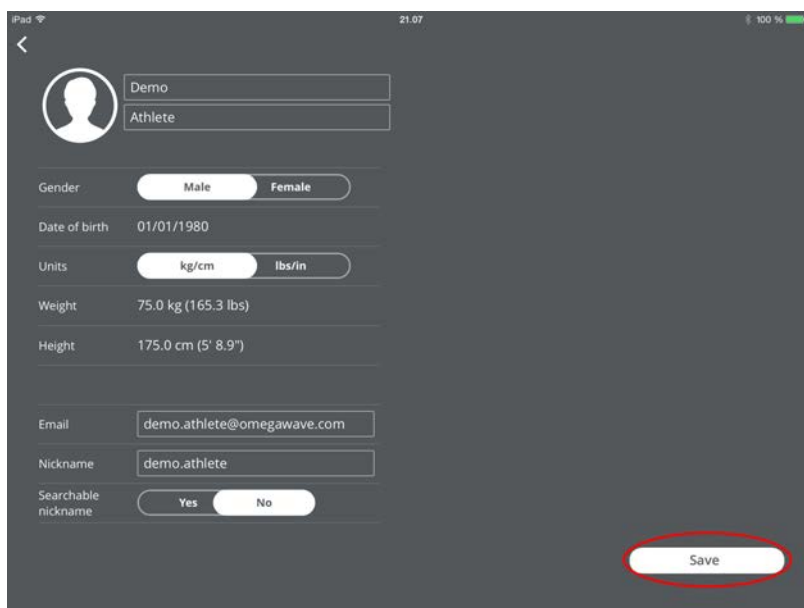 iPad 21.07 100 %
Demo
Athlete
Gender Male Female
Date of birth 01/01/1980
Units kg/cm lbs/in
Weight 75.0 kg (165.3 lbs)
Height 175.0 cm (5' 8.9")
Email demo.athlete@omegawave.com
Nickname demo.athlete
Searchable
nickname Yes No
Save